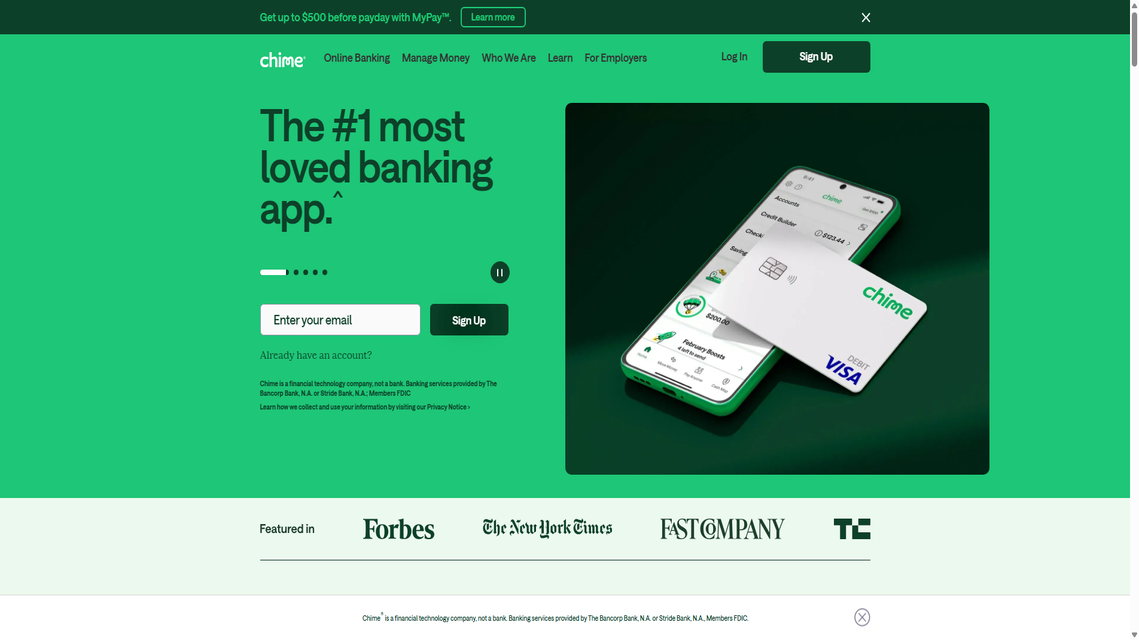 Get up to $500 before payday with MyPay™.
Learn more
chime
Online Banking
Manage Money
Who We Are
Learn
For Employers
Log In
Sign Up
The #1 most
loved banking
app.^
Enter your email
Sign Up
Already have an account?
Chime is a financial technology company, not a bank. Banking services provided by The
Bancorp Bank, N.A. or Stride Bank, N.A.; Members FDIC
Learn how we collect and use your information by visiting our Privacy Notice ›
chime
Accounts
Credit Builder
$123.44
$200.00
February Boosts
4 left to send
chime
DEBIT
VISA
Featured in
Forbes
The New York Times
FAST COMPANY
TC
Chime® is a financial technology company, not a bank. Banking services provided by The Bancorp Bank, N.A. or Stride Bank, N.A., Members FDIC.